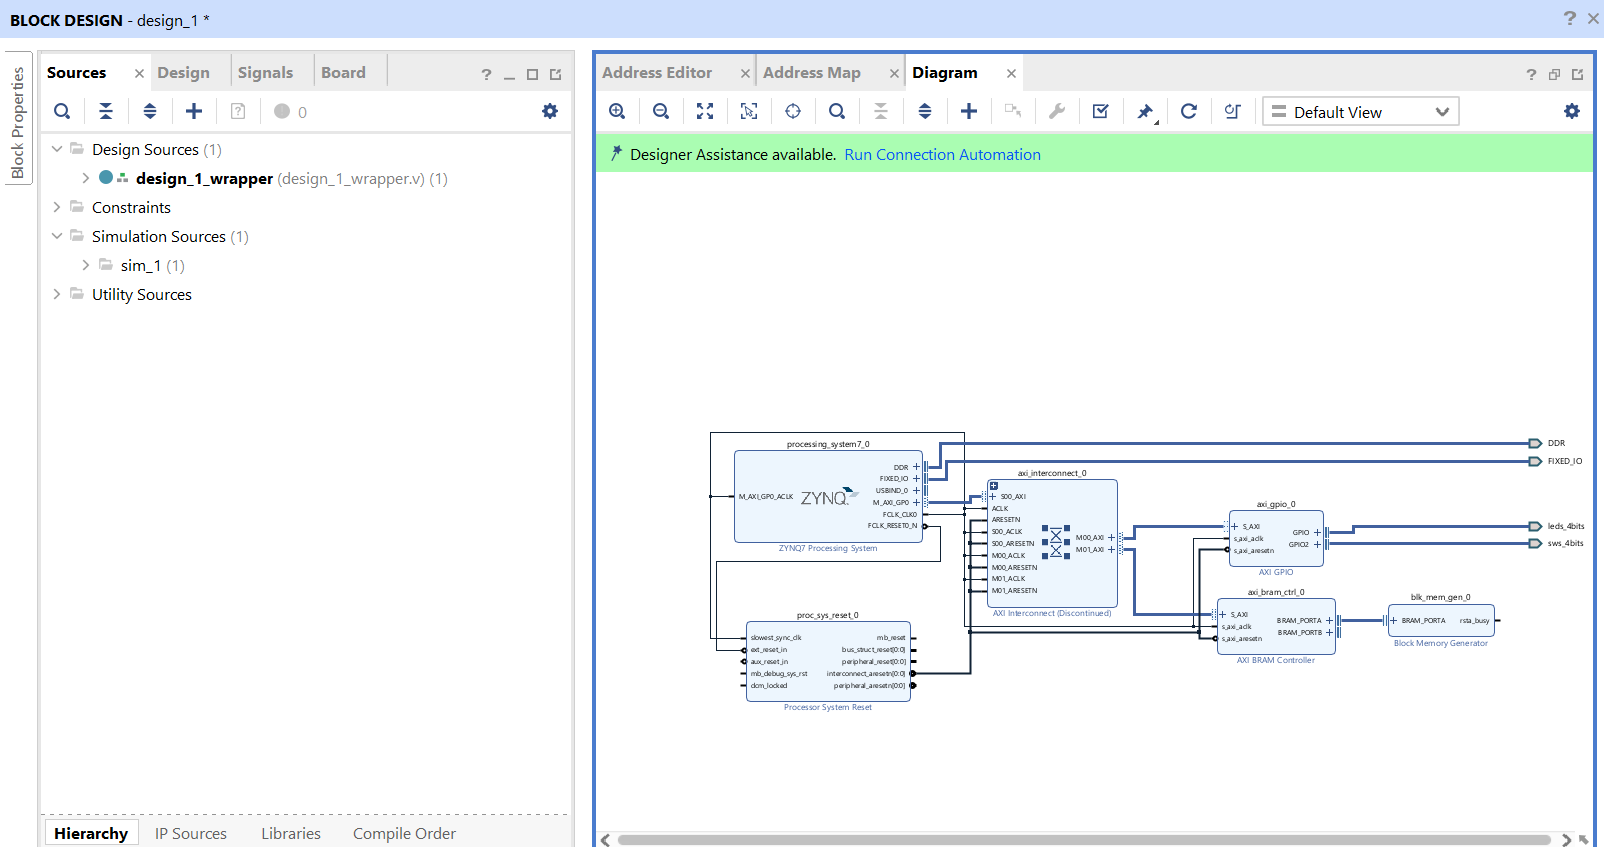 BLOCK DESIGN - design_1 *
Block Properties
Sources
Design
Signals
Board
0
Design Sources (1)
design_1_wrapper (design_1_wrapper.v) (1)
Constraints
Simulation Sources (1)
sim_1 (1)
Utility Sources
Hierarchy
IP Sources
Libraries
Compile Order
Address Editor
Address Map
Diagram
Default View
Designer Assistance available. Run Connection Automation
processing_system7_0
M_AXI_GP0_ACLK
ZYNQ
DDR
FIXED_IO
USBIND_0
M_AXI_GP0
FCLK_CLK0
FCLK_RESET0_N
ZYNQ7 Processing System
proc_sys_reset_0
slowest_sync_clk
ext_reset_in
aux_reset_in
mb_debug_sys_rst
dcm_locked
mb_reset
bus_struct_reset[0:0]
peripheral_reset[0:0]
interconnect_aresetn[0:0]
peripheral_aresetn[0:0]
Processor System Reset
axi_interconnect_0
S00_AXI
ACLK
ARESETN
S00_ACLK
S00_ARESETN
M00_ACLK
M00_ARESETN
M01_ACLK
M01_ARESETN
M00_AXI
M01_AXI
AXI Interconnect (Discontinued)
axi_gpio_0
S_AXI
s_axi_aclk
s_axi_aresetn
GPIO
GPIO2
AXI GPIO
axi_bram_ctrl_0
S_AXI
s_axi_aclk
s_axi_aresetn
BRAM_PORTA
BRAM_PORTB
AXI BRAM Controller
blk_mem_gen_0
BRAM_PORTA
rsta_busy
Block Memory Generator
DDR
FIXED_IO
leds_4bits
sws_4bits